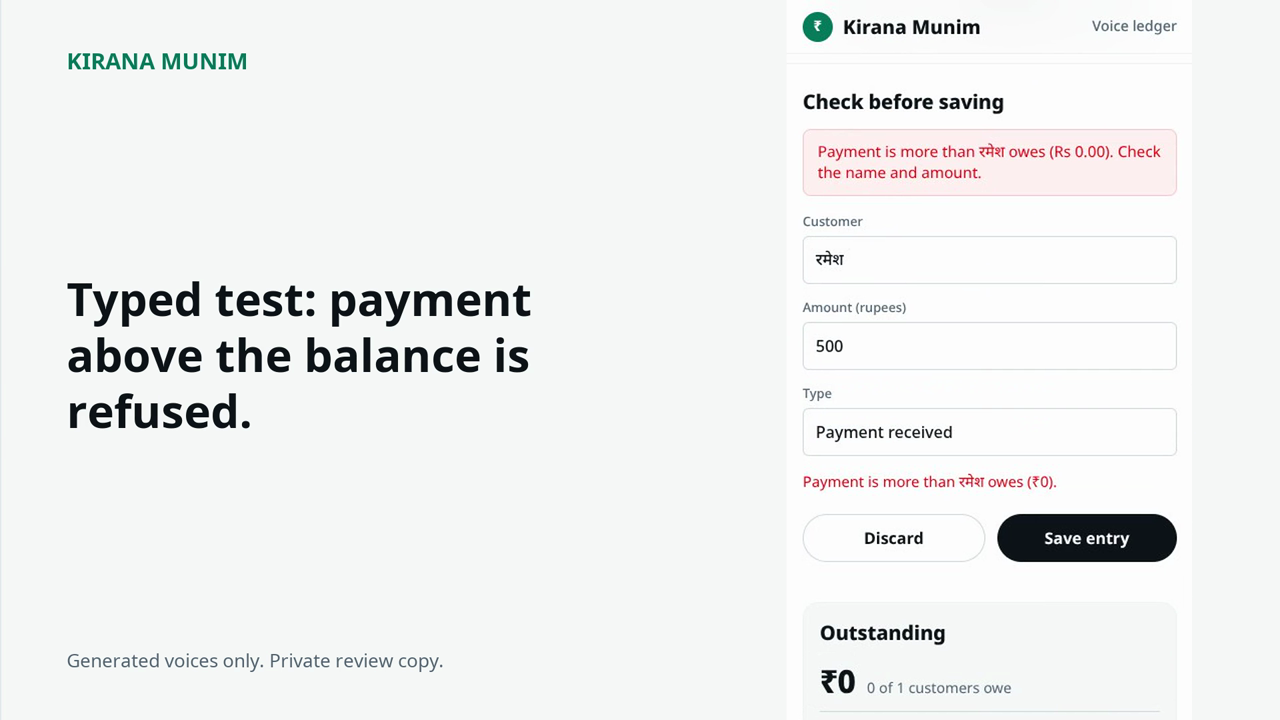 KIRANA MUNIM
Typed test: payment
above the balance is
refused.
Generated voices only. Private review copy.
₹
Kirana Munim
Voice ledger
Check before saving
Payment is more than रमेश owes (Rs 0.00). Check
the name and amount.
Customer
रमेश
Amount (rupees)
500
Type
Payment received
Payment is more than रमेश owes (₹0).
Discard
Save entry
Outstanding
₹0 0 of 1 customers owe